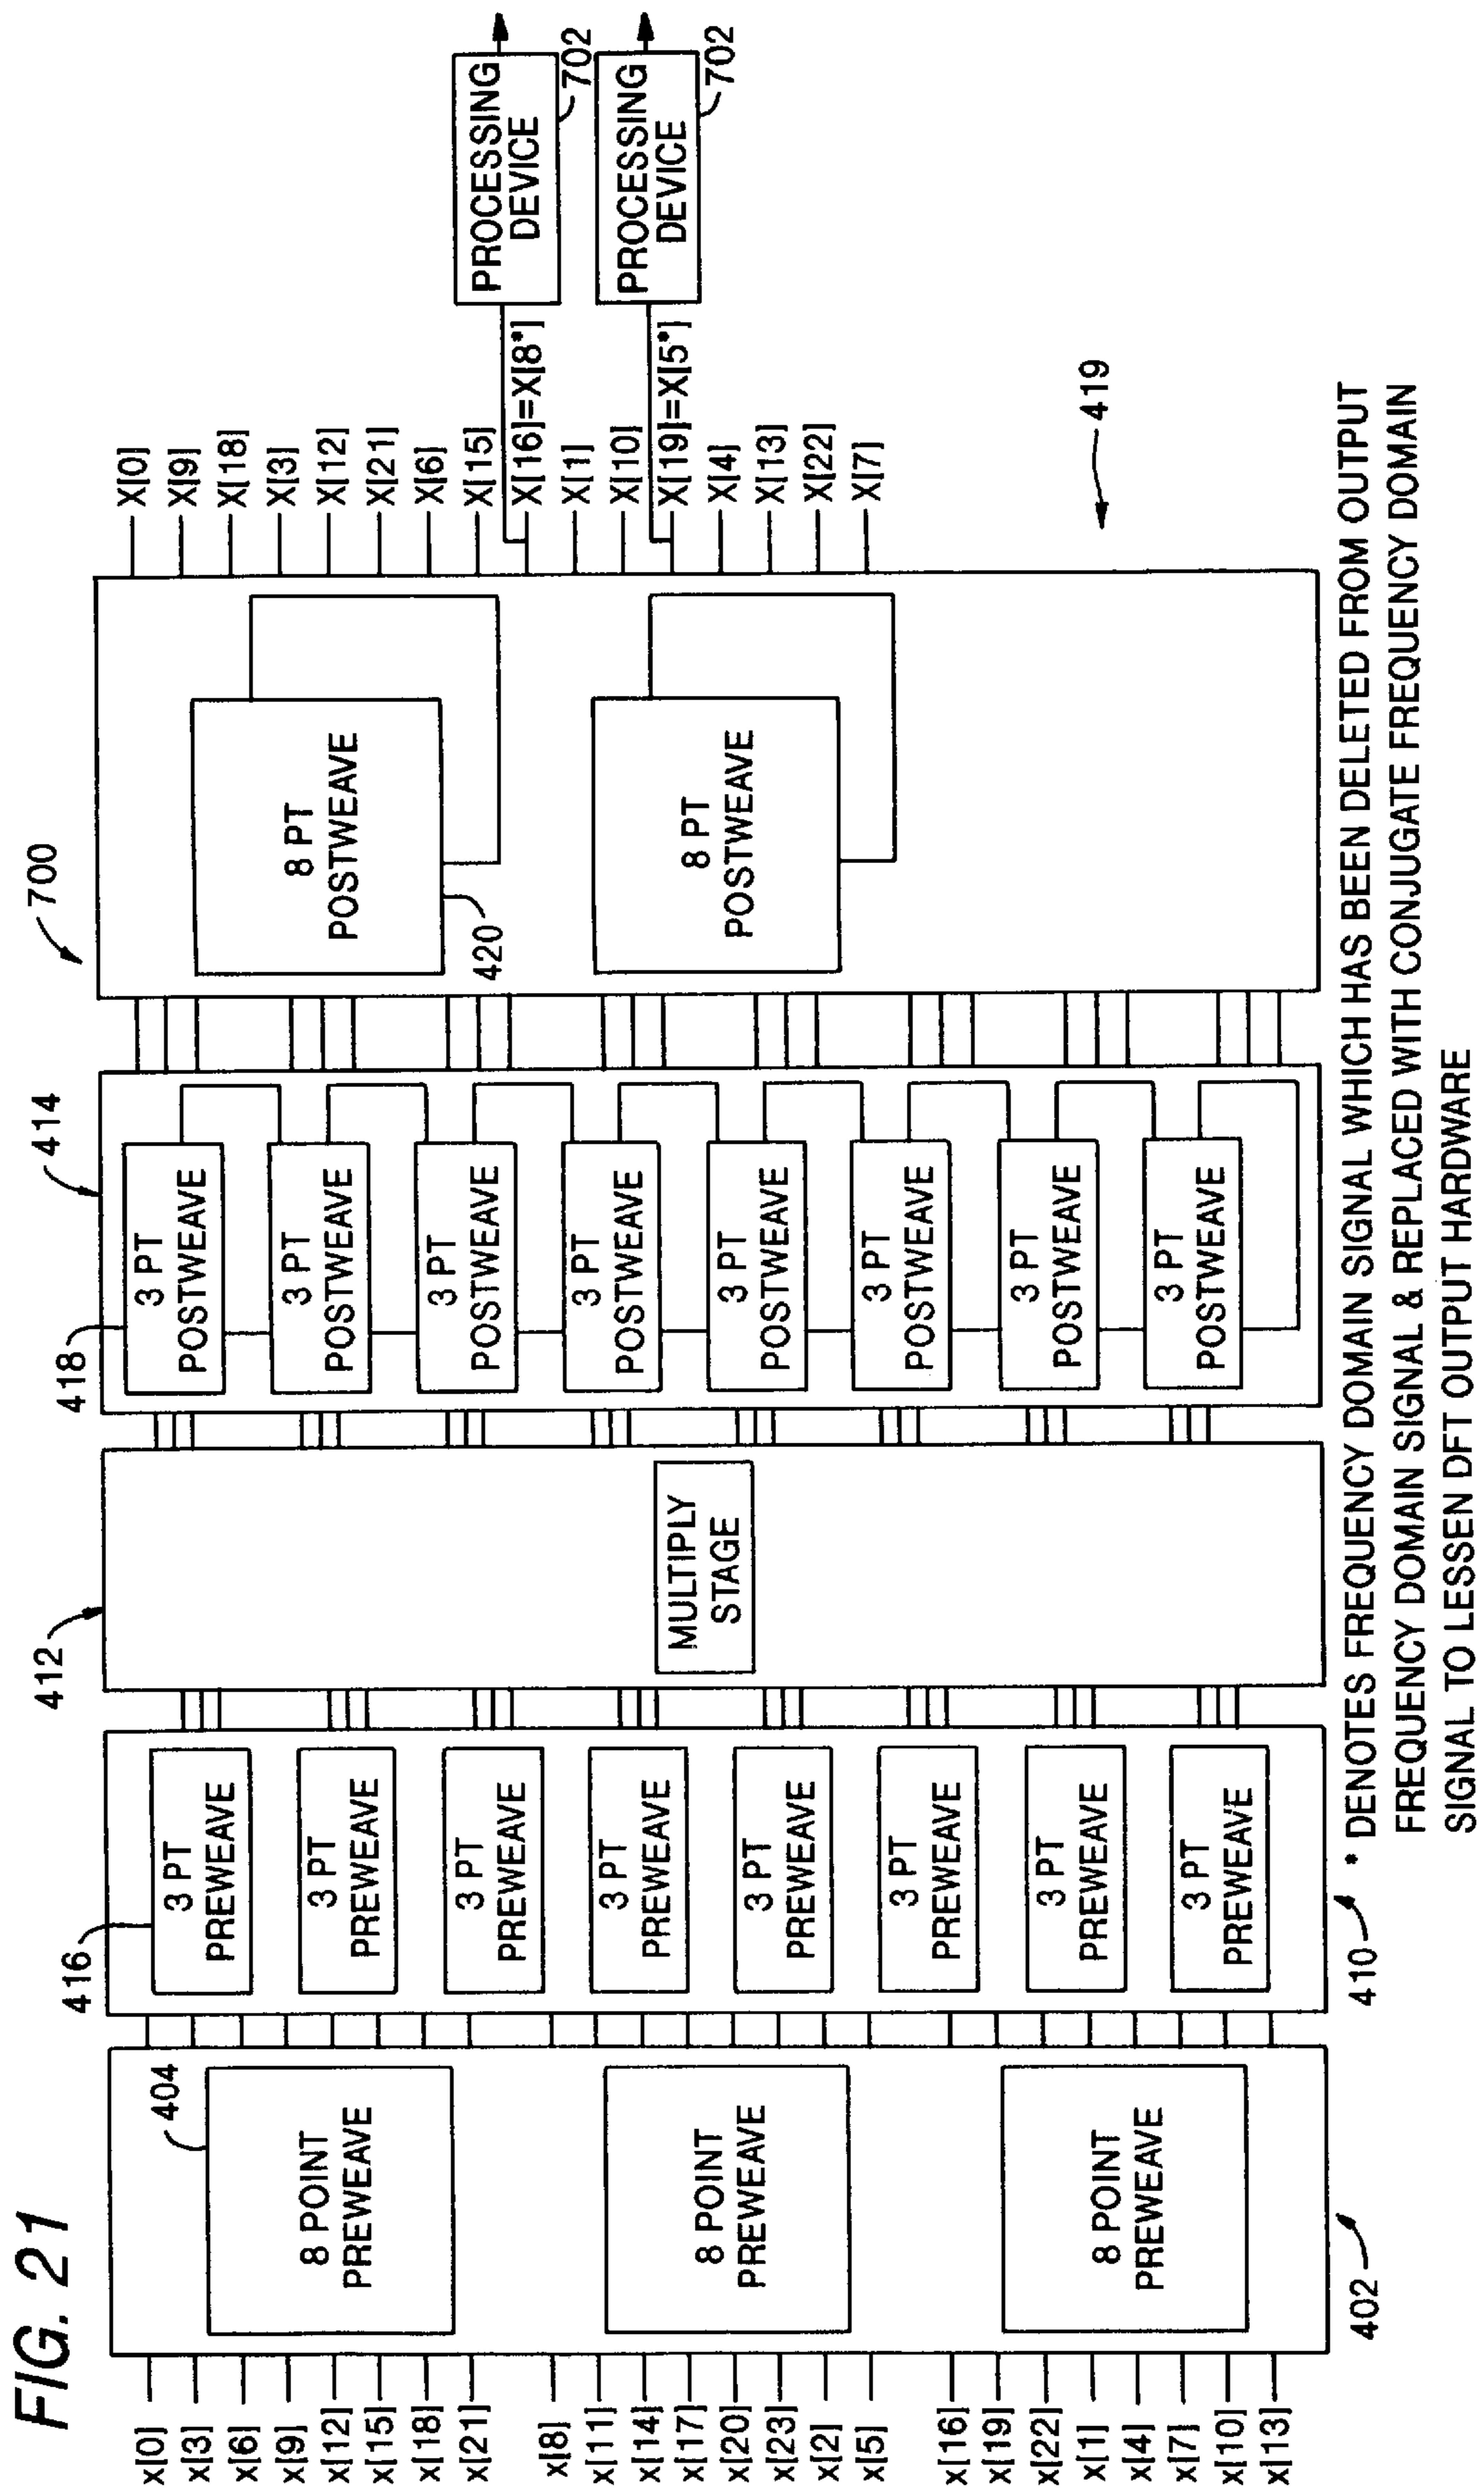 FIG. 21
700
x[0]
x[3]
x[6]
x[9]
x[12]
x[15]
x[18]
x[21]
x[8]
x[11]
x[14]
x[17]
x[20]
x[23]
x[2]
x[5]
x[16]
x[19]
x[22]
x[1]
x[4]
x[7]
x[10]
x[13]
404
8 POINT
PREWEAVE
8 POINT
PREWEAVE
8 POINT
PREWEAVE
402
416
3 PT
PREWEAVE
3 PT
PREWEAVE
3 PT
PREWEAVE
3 PT
PREWEAVE
3 PT
PREWEAVE
3 PT
PREWEAVE
3 PT
PREWEAVE
3 PT
PREWEAVE
410
412
MULTIPLY
STAGE
414
418
3 PT
POSTWEAVE
3 PT
POSTWEAVE
3 PT
POSTWEAVE
3 PT
POSTWEAVE
3 PT
POSTWEAVE
3 PT
POSTWEAVE
3 PT
POSTWEAVE
3 PT
POSTWEAVE
8 PT
POSTWEAVE
420
8 PT
POSTWEAVE
X[0]
X[9]
X[18]
X[3]
X[12]
X[21]
X[6]
X[15]
X[16]=X[8*]
X[1]
X[10]
X[19]=X[5*]
X[4]
X[13]
X[22]
X[7]
PROCESSING
DEVICE
702
PROCESSING
DEVICE
702
419
* DENOTES FREQUENCY DOMAIN SIGNAL WHICH HAS BEEN DELETED FROM OUTPUT
FREQUENCY DOMAIN SIGNAL & REPLACED WITH CONJUGATE FREQUENCY DOMAIN
SIGNAL TO LESSEN DFT OUTPUT HARDWARE